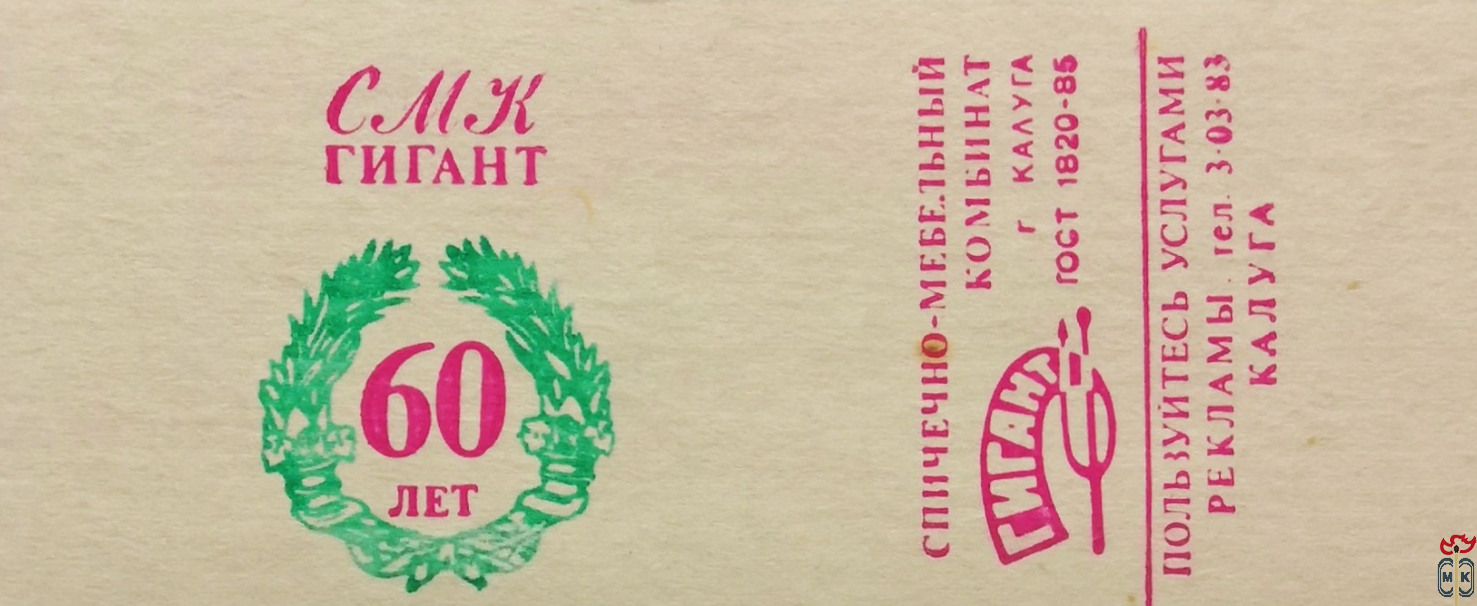 СМК
ГИГАНТ
60
ЛЕТ
СПИЧЕЧНО-МЕБЕЛЬНЫЙ
КОМБИНАТ
Г КАЛУГА
ГОСТ 1820-85
ГИГАНТ
ПОЛЬЗУЙТЕСЬ УСЛУГАМИ
РЕКЛАМЫ. тел. 3·03·83
КАЛУГА
МК